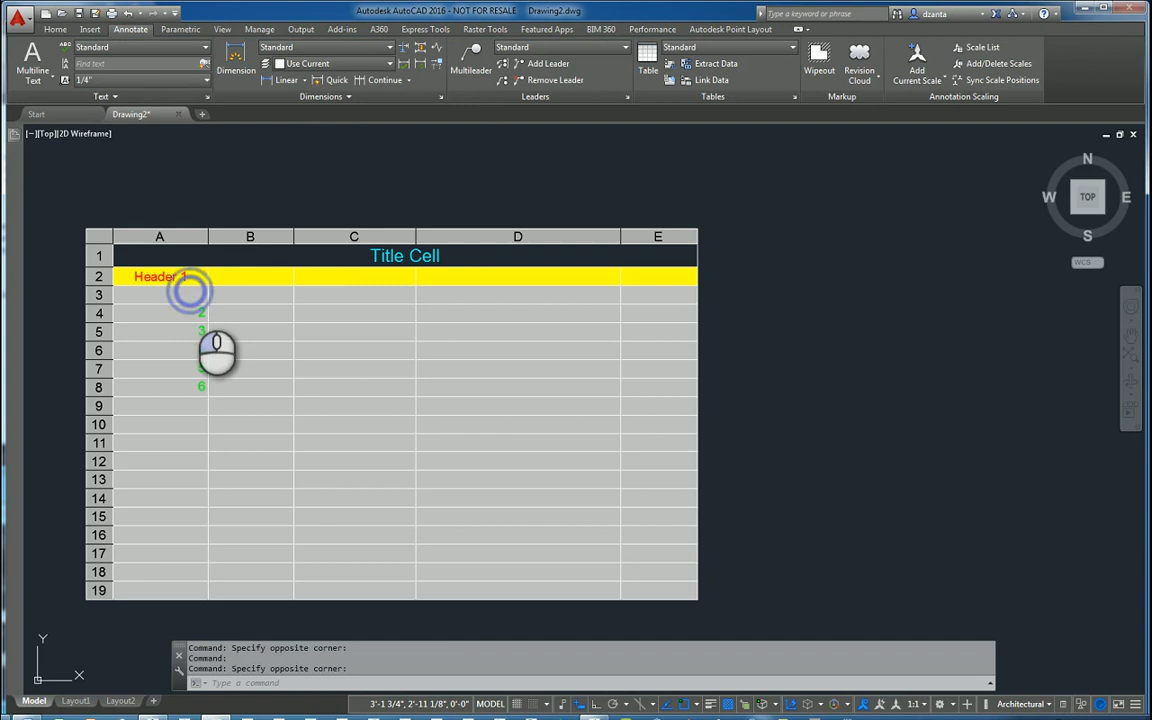 Autodesk AutoCAD 2016 - NOT FOR RESALE Drawing2.dwg
Type a keyword or phrase
dzanta
Home Annotate Parametric View Manage Output Add-ins A360 Express Tools Raster Tools Featured Apps BIM 360 Performance Autodesk Point Layout
A Multiline Text
ABC Standard
Find text
1/4"
Text
Dimension
Standard
Use Current
Linear Quick Continue
Dimensions
Multileader
Standard
Add Leader
Remove Leader
Leaders
Table
Standard
Extract Data
Link Data
Tables
Wipeout Revision Cloud
Markup
Add Current Scale
Scale List
Add/Delete Scales
Sync Scale Positions
Annotation Scaling
Start Drawing2*
[−][Top][2D Wireframe]
N
W TOP E
S
WCS
A B C D E
1 Title Cell
2 Header 1
3
4 2
5 3
6
7
8 6
9
10
11
12
13
14
15
16
17
18
19
Y
X
Command: Specify opposite corner:
Command:
Command: Specify opposite corner:
Type a command
Model Layout1 Layout2 +
3'-1 3/4", 2'-11 1/8", 0'-0" MODEL 1:1 Architectural